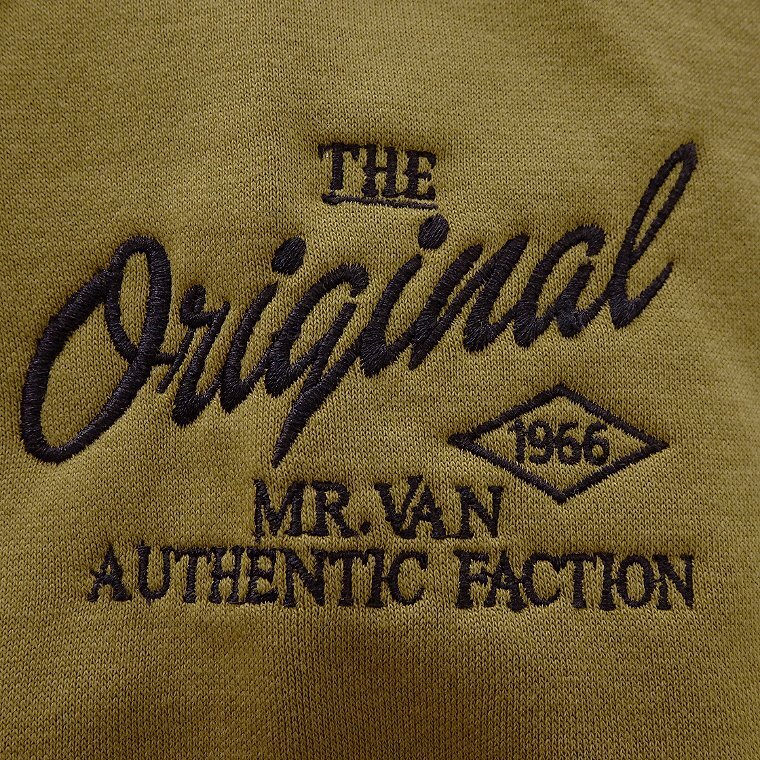 THE
Original
1966
MR.VAN
AUTHENTIC FACTION